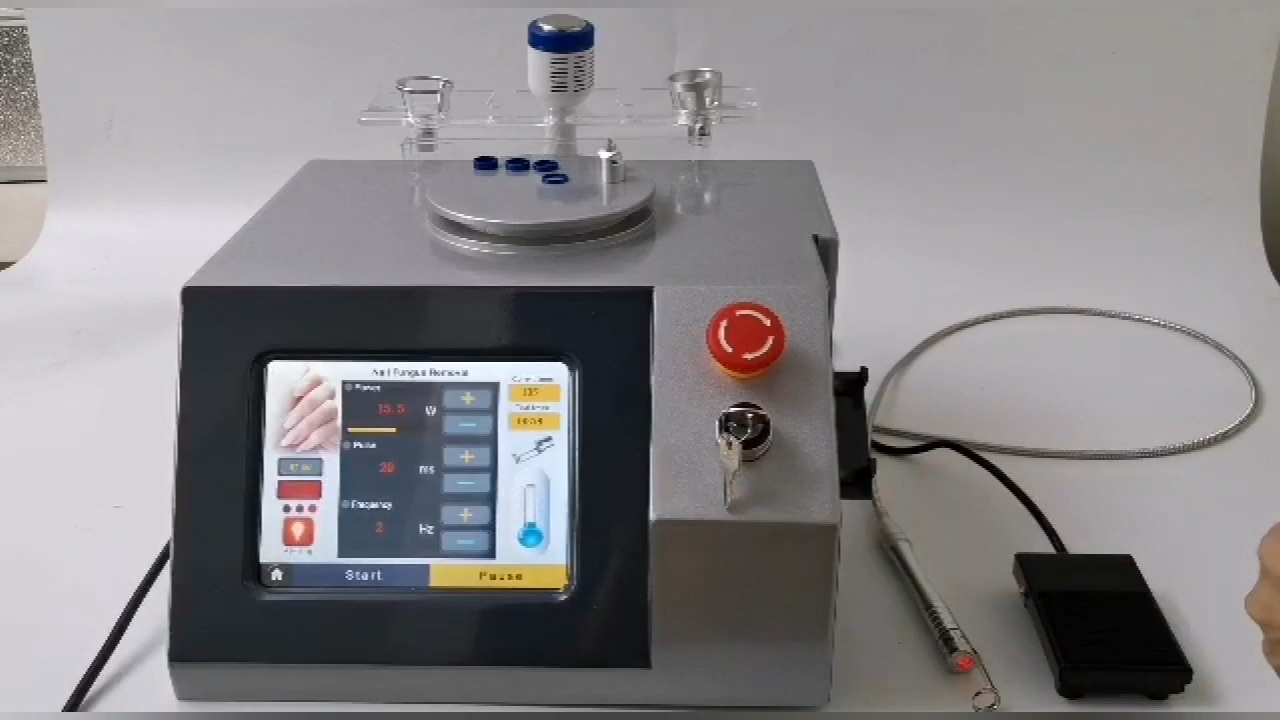 Nail Fungus Removal
Power
15.5 W
Pulse
20 ms
Frequency
2 Hz
Start
Pause